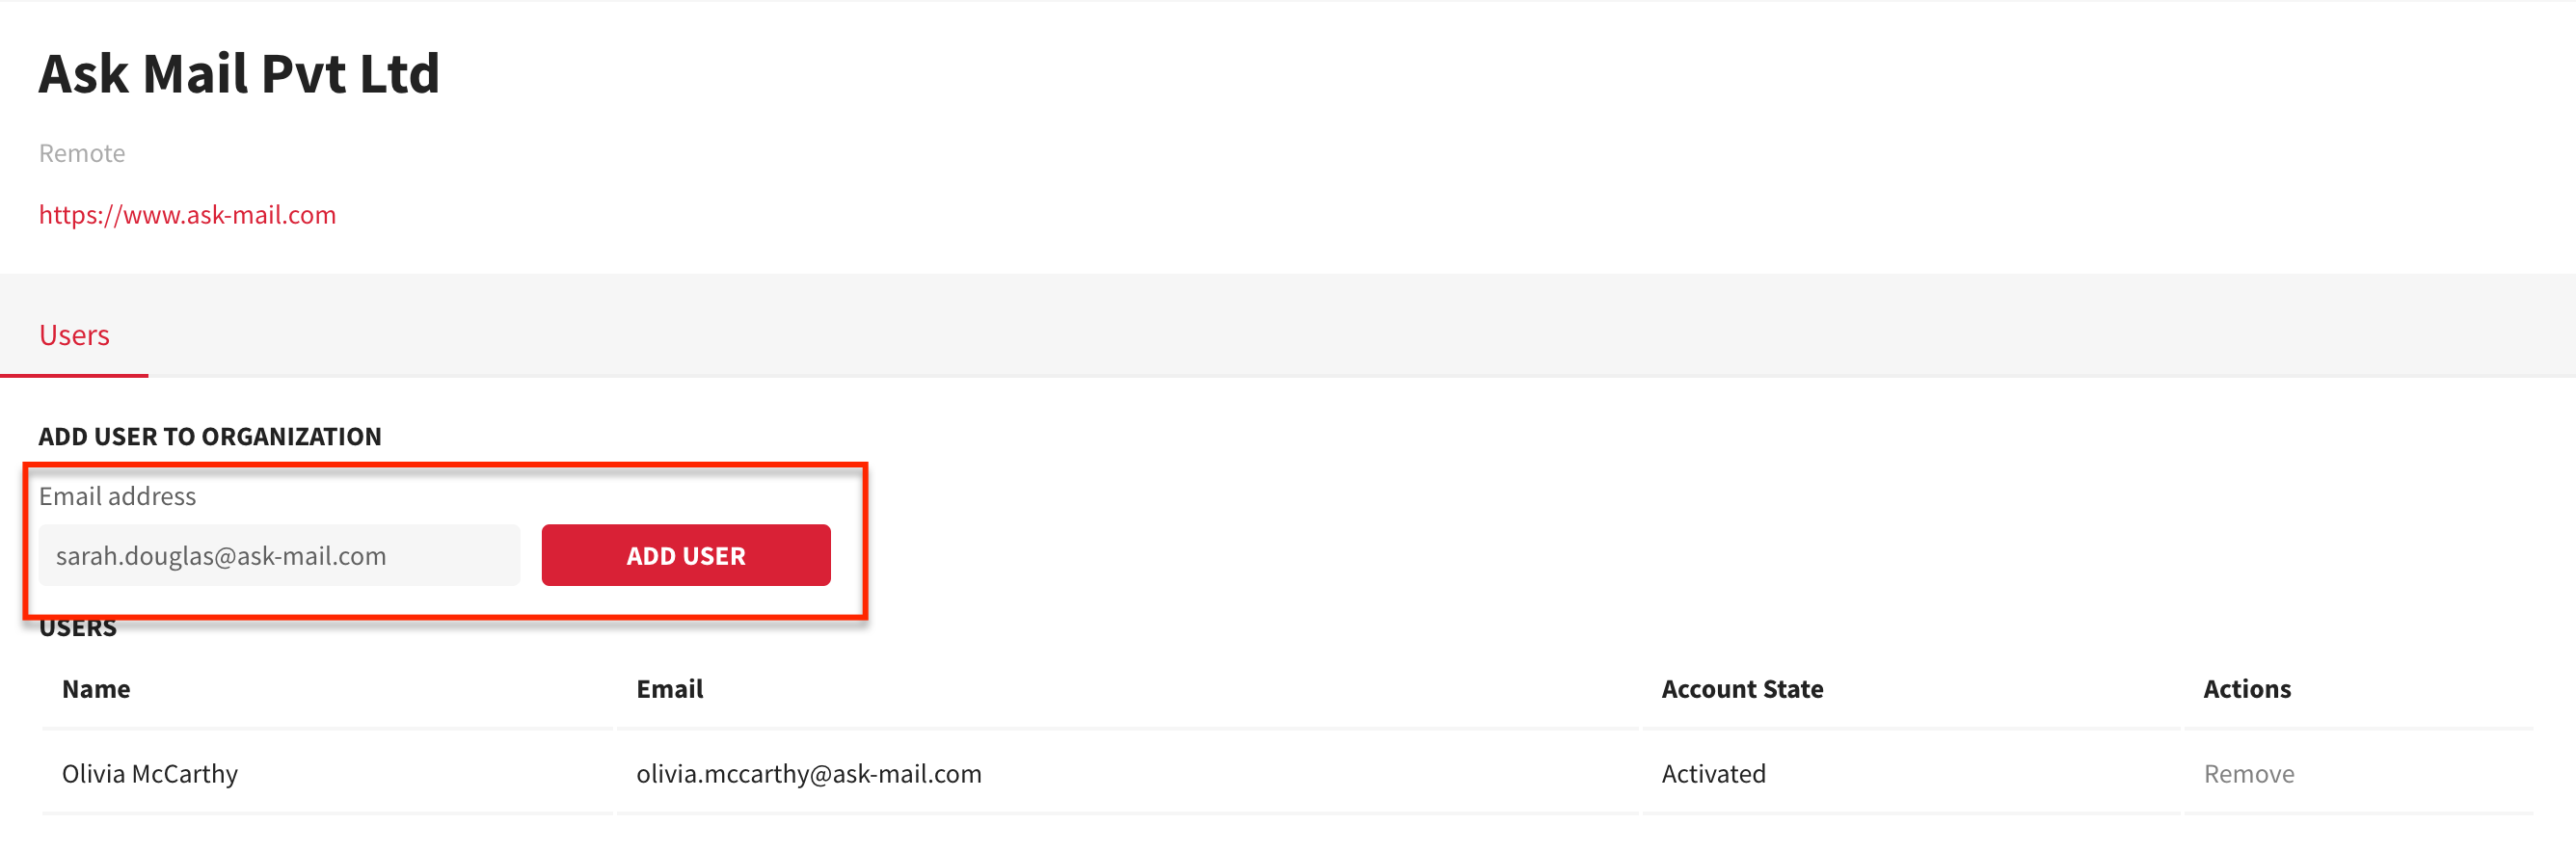 Ask Mail Pvt Ltd
Remote
https://www.ask-mail.com
Users
ADD USER TO ORGANIZATION
Email address
sarah.douglas@ask-mail.com ADD USER
USERS
Name Email Account State Actions
Olivia McCarthy olivia.mccarthy@ask-mail.com Activated Remove